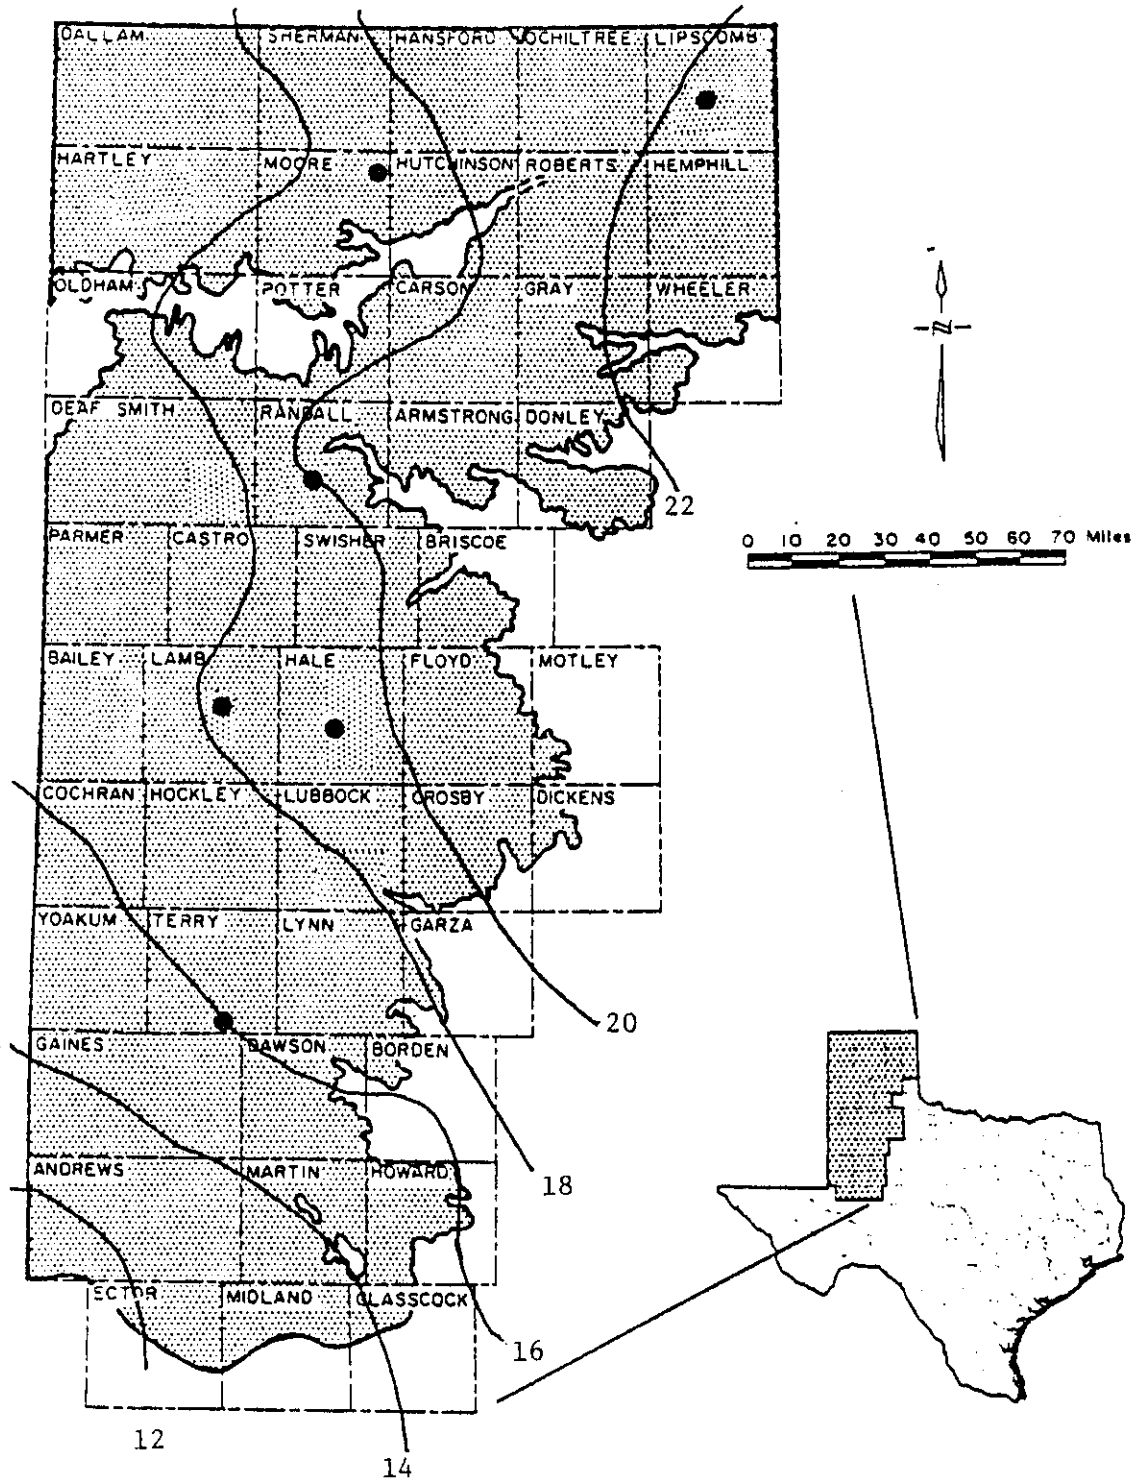 DALLAM SHERMAN HANSFORD OCHILTREE LIPSCOMB
HARTLEY MOORE HUTCHINSON ROBERTS HEMPHILL
OLDHAM POTTER CARSON GRAY WHEELER
DEAF SMITH RANDALL ARMSTRONG DONLEY
22
PARMER CASTRO SWISHER BRISCOE
0 10 20 30 40 50 60 70 Miles
BAILEY LAMB HALE FLOYD MOTLEY
COCHRAN HOCKLEY LUBBOCK CROSBY DICKENS
YOAKUM TERRY LYNN GARZA
20
GAINES DAWSON BORDEN
ANDREWS MARTIN HOWARD
18
ECTOR MIDLAND GLASSCOCK
16
12
14
N